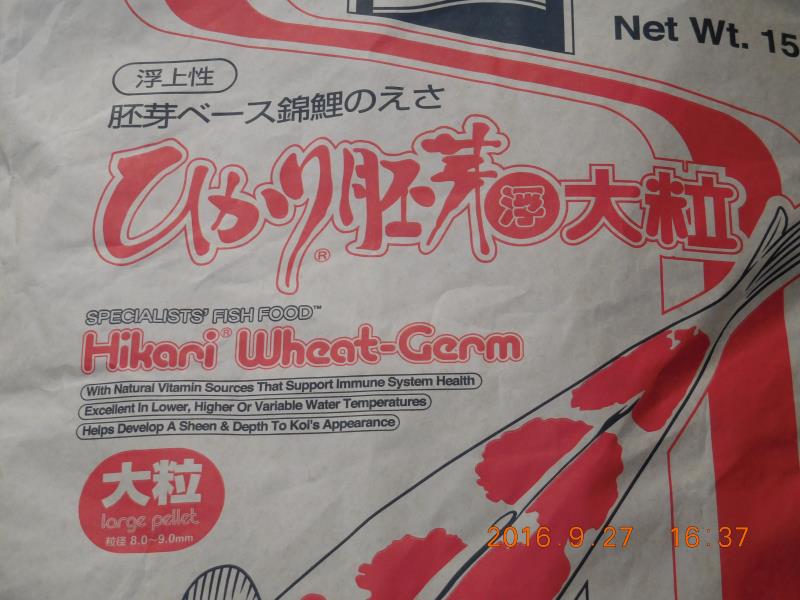 Net Wt. 15
浮上性
胚芽ベース錦鯉のえさ
ひかり胚芽浮大粒®
SPECIALISTS' FISH FOOD™
Hikari® Wheat-Germ
With Natural Vitamin Sources That Support Immune System Health
Excellent In Lower, Higher Or Variable Water Temperatures
Helps Develop A Sheen & Depth To Koi's Appearance
大粒
large pellet
粒径 8.0~9.0mm
2016.9.27 16:37